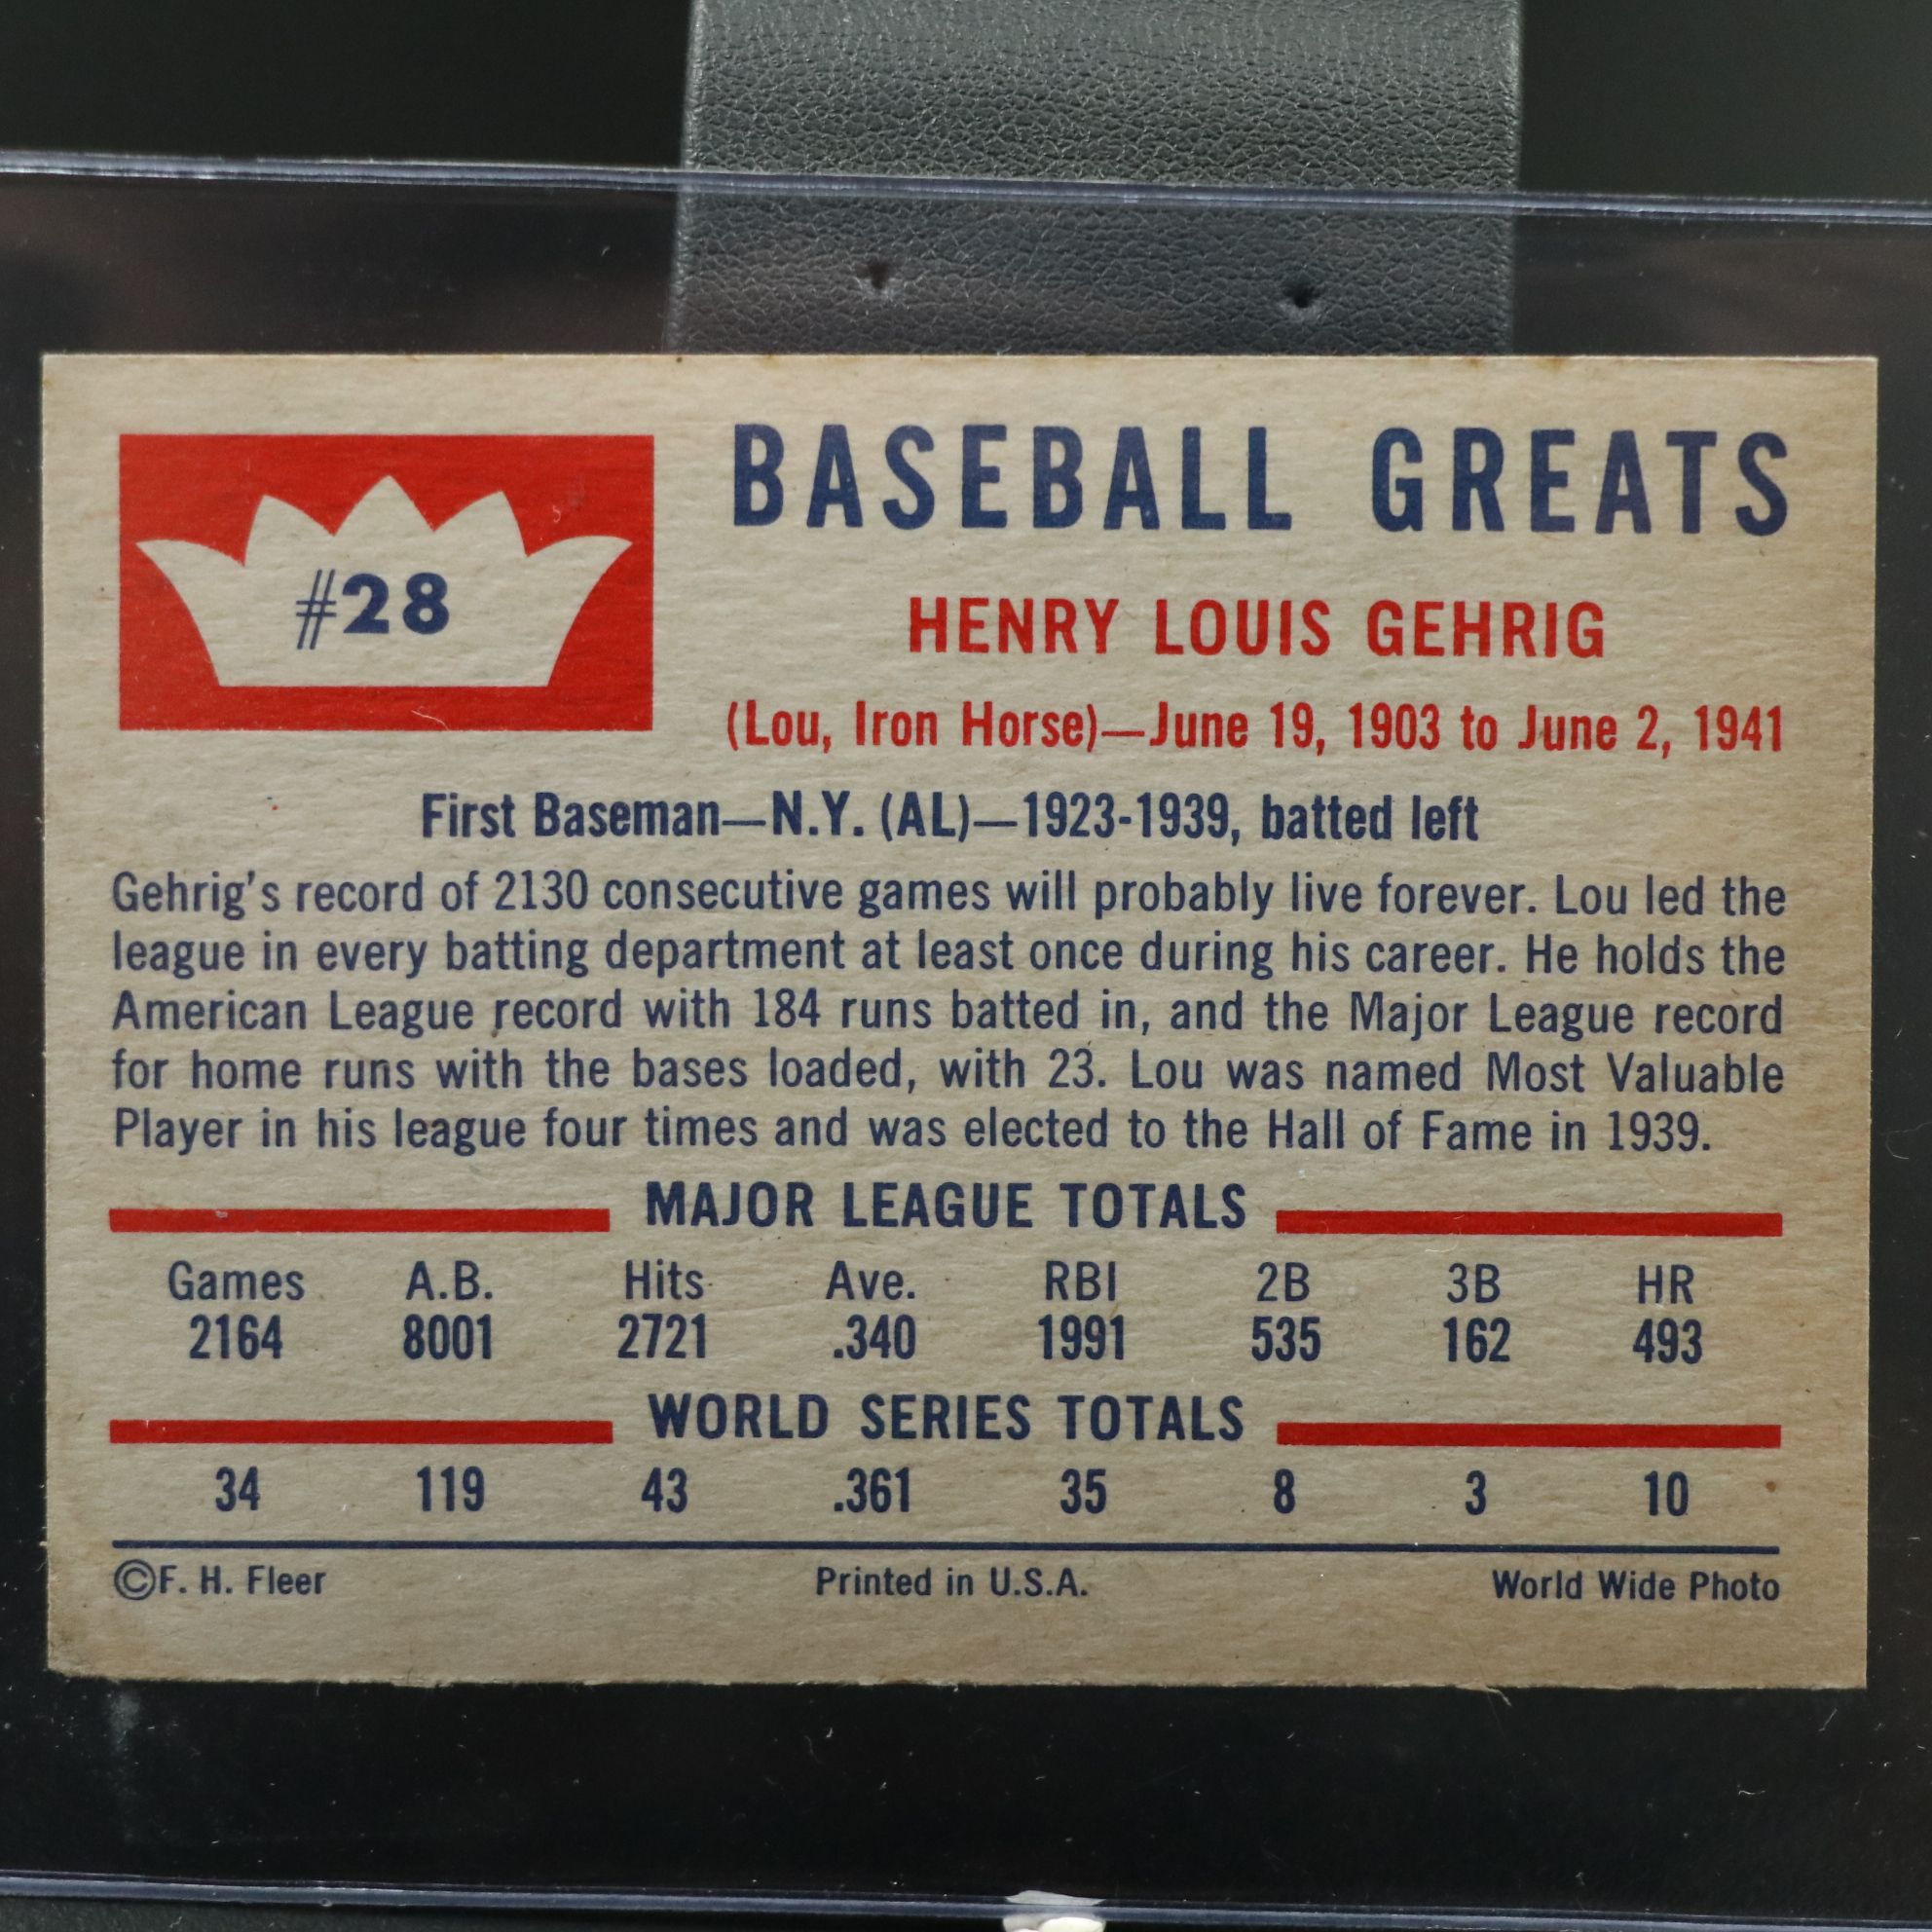 #28
BASEBALL GREATS
HENRY LOUIS GEHRIG
(Lou, Iron Horse)—June 19, 1903 to June 2, 1941
First Baseman—N.Y. (AL)—1923-1939, batted left
Gehrig's record of 2130 consecutive games will probably live forever. Lou led the
league in every batting department at least once during his career. He holds the
American League record with 184 runs batted in, and the Major League record
for home runs with the bases loaded, with 23. Lou was named Most Valuable
Player in his league four times and was elected to the Hall of Fame in 1939.
MAJOR LEAGUE TOTALS
Games A.B. Hits Ave. RBI 2B 3B HR
2164 8001 2721 .340 1991 535 162 493
WORLD SERIES TOTALS
34 119 43 .361 35 8 3 10
©F. H. Fleer Printed in U.S.A. World Wide Photo